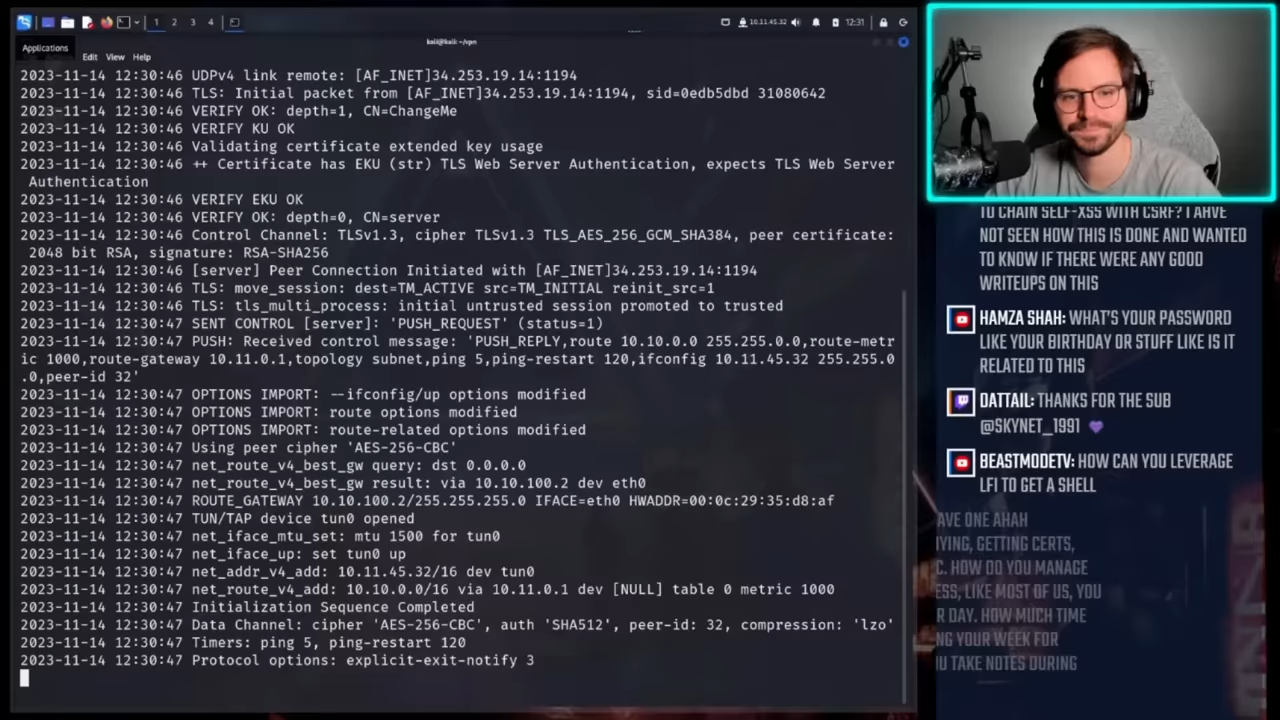 1 2 3 4
10.11.45.32
12:31
Applications
kali@kali: ~/vpn
Edit View Help
2023-11-14 12:30:46 UDPv4 link remote: [AF_INET]34.253.19.14:1194
2023-11-14 12:30:46 TLS: Initial packet from [AF_INET]34.253.19.14:1194, sid=0edb5dbd 31080642
2023-11-14 12:30:46 VERIFY OK: depth=1, CN=ChangeMe
2023-11-14 12:30:46 VERIFY KU OK
2023-11-14 12:30:46 Validating certificate extended key usage
2023-11-14 12:30:46 ++ Certificate has EKU (str) TLS Web Server Authentication, expects TLS Web Server
Authentication
2023-11-14 12:30:46 VERIFY EKU OK
2023-11-14 12:30:46 VERIFY OK: depth=0, CN=server
2023-11-14 12:30:46 Control Channel: TLSv1.3, cipher TLSv1.3 TLS_AES_256_GCM_SHA384, peer certificate:
2048 bit RSA, signature: RSA-SHA256
2023-11-14 12:30:46 [server] Peer Connection Initiated with [AF_INET]34.253.19.14:1194
2023-11-14 12:30:46 TLS: move_session: dest=TM_ACTIVE src=TM_INITIAL reinit_src=1
2023-11-14 12:30:46 TLS: tls_multi_process: initial untrusted session promoted to trusted
2023-11-14 12:30:47 SENT CONTROL [server]: 'PUSH_REQUEST' (status=1)
2023-11-14 12:30:47 PUSH: Received control message: 'PUSH_REPLY,route 10.10.0.0 255.255.0.0,route-metr
ic 1000,route-gateway 10.11.0.1,topology subnet,ping 5,ping-restart 120,ifconfig 10.11.45.32 255.255.0
.0,peer-id 32'
2023-11-14 12:30:47 OPTIONS IMPORT: --ifconfig/up options modified
2023-11-14 12:30:47 OPTIONS IMPORT: route options modified
2023-11-14 12:30:47 OPTIONS IMPORT: route-related options modified
2023-11-14 12:30:47 Using peer cipher 'AES-256-CBC'
2023-11-14 12:30:47 net_route_v4_best_gw query: dst 0.0.0.0
2023-11-14 12:30:47 net_route_v4_best_gw result: via 10.10.100.2 dev eth0
2023-11-14 12:30:47 ROUTE_GATEWAY 10.10.100.2/255.255.255.0 IFACE=eth0 HWADDR=00:0c:29:35:d8:af
2023-11-14 12:30:47 TUN/TAP device tun0 opened
2023-11-14 12:30:47 net_iface_mtu_set: mtu 1500 for tun0
2023-11-14 12:30:47 net_iface_up: set tun0 up
2023-11-14 12:30:47 net_addr_v4_add: 10.11.45.32/16 dev tun0
2023-11-14 12:30:47 net_route_v4_add: 10.10.0.0/16 via 10.11.0.1 dev [NULL] table 0 metric 1000
2023-11-14 12:30:47 Initialization Sequence Completed
2023-11-14 12:30:47 Data Channel: cipher 'AES-256-CBC', auth 'SHA512', peer-id: 32, compression: 'lzo'
2023-11-14 12:30:47 Timers: ping 5, ping-restart 120
2023-11-14 12:30:47 Protocol options: explicit-exit-notify 3
TO CHAIN SELF-XSS WITH CSRF? I AHVE
NOT SEEN HOW THIS IS DONE AND WANTED
TO KNOW IF THERE WERE ANY GOOD
WRITEUPS ON THIS
HAMZA SHAH: WHAT'S YOUR PASSWORD
LIKE YOUR BIRTHDAY OR STUFF LIKE IS IT
RELATED TO THIS
DATTAIL: THANKS FOR THE SUB
@SKYNET_1991
BEASTMODETV: HOW CAN YOU LEVERAGE
LFI TO GET A SHELL
AVE ONE AHAH
YING, GETTING CERTS,
C. HOW DO YOU MANAGE
ESS, LIKE MOST OF US, YOU
R DAY. HOW MUCH TIME
NG YOUR WEEK FOR
U TAKE NOTES DURING